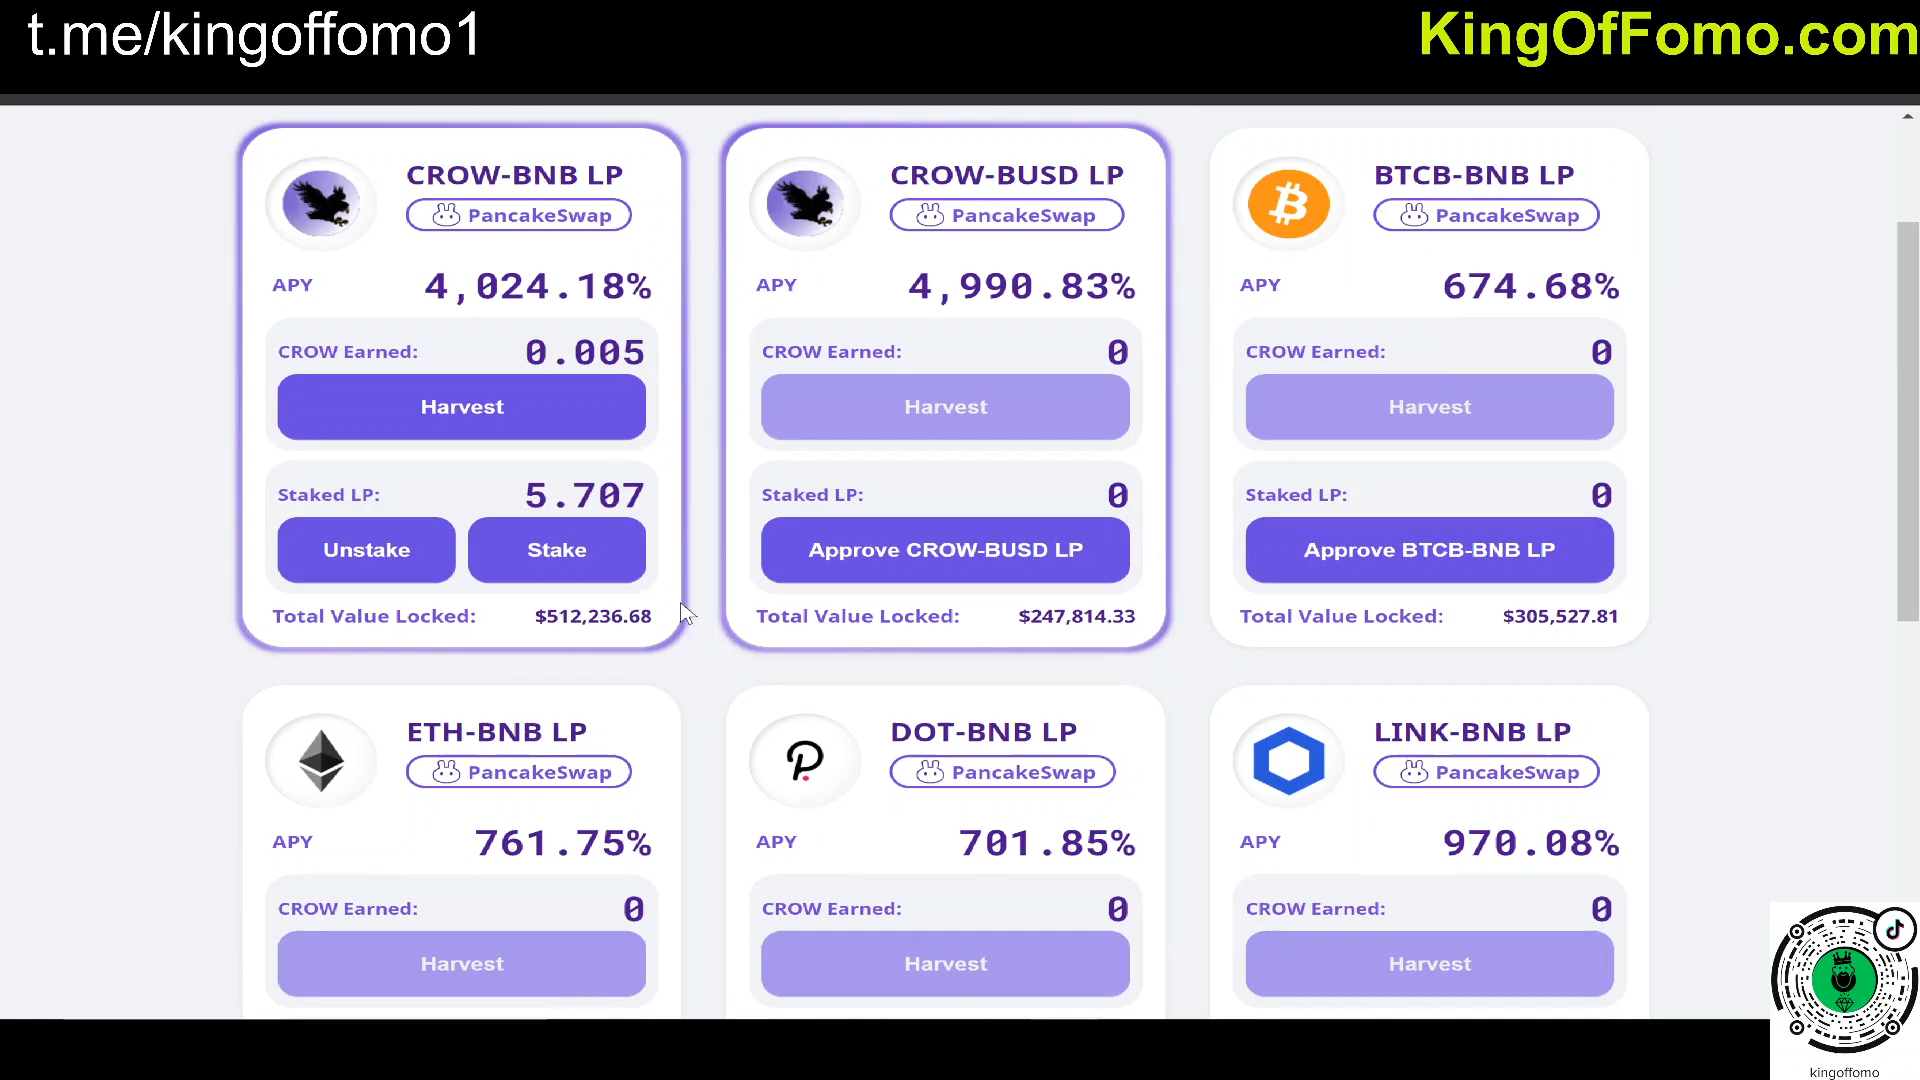 t.me/kingoffomo1
KingOfFomo.com
CROW-BNB LP
PancakeSwap
APY 4,024.18%
CROW Earned: 0.005
Harvest
Staked LP: 5.707
Unstake Stake
Total Value Locked: $512,236.68
CROW-BUSD LP
PancakeSwap
APY 4,990.83%
CROW Earned: 0
Harvest
Staked LP: 0
Approve CROW-BUSD LP
Total Value Locked: $247,814.33
BTCB-BNB LP
PancakeSwap
APY 674.68%
CROW Earned: 0
Harvest
Staked LP: 0
Approve BTCB-BNB LP
Total Value Locked: $305,527.81
ETH-BNB LP
PancakeSwap
APY 761.75%
CROW Earned: 0
Harvest
DOT-BNB LP
PancakeSwap
APY 701.85%
CROW Earned: 0
Harvest
LINK-BNB LP
PancakeSwap
APY 970.08%
CROW Earned: 0
Harvest
kingoffomo